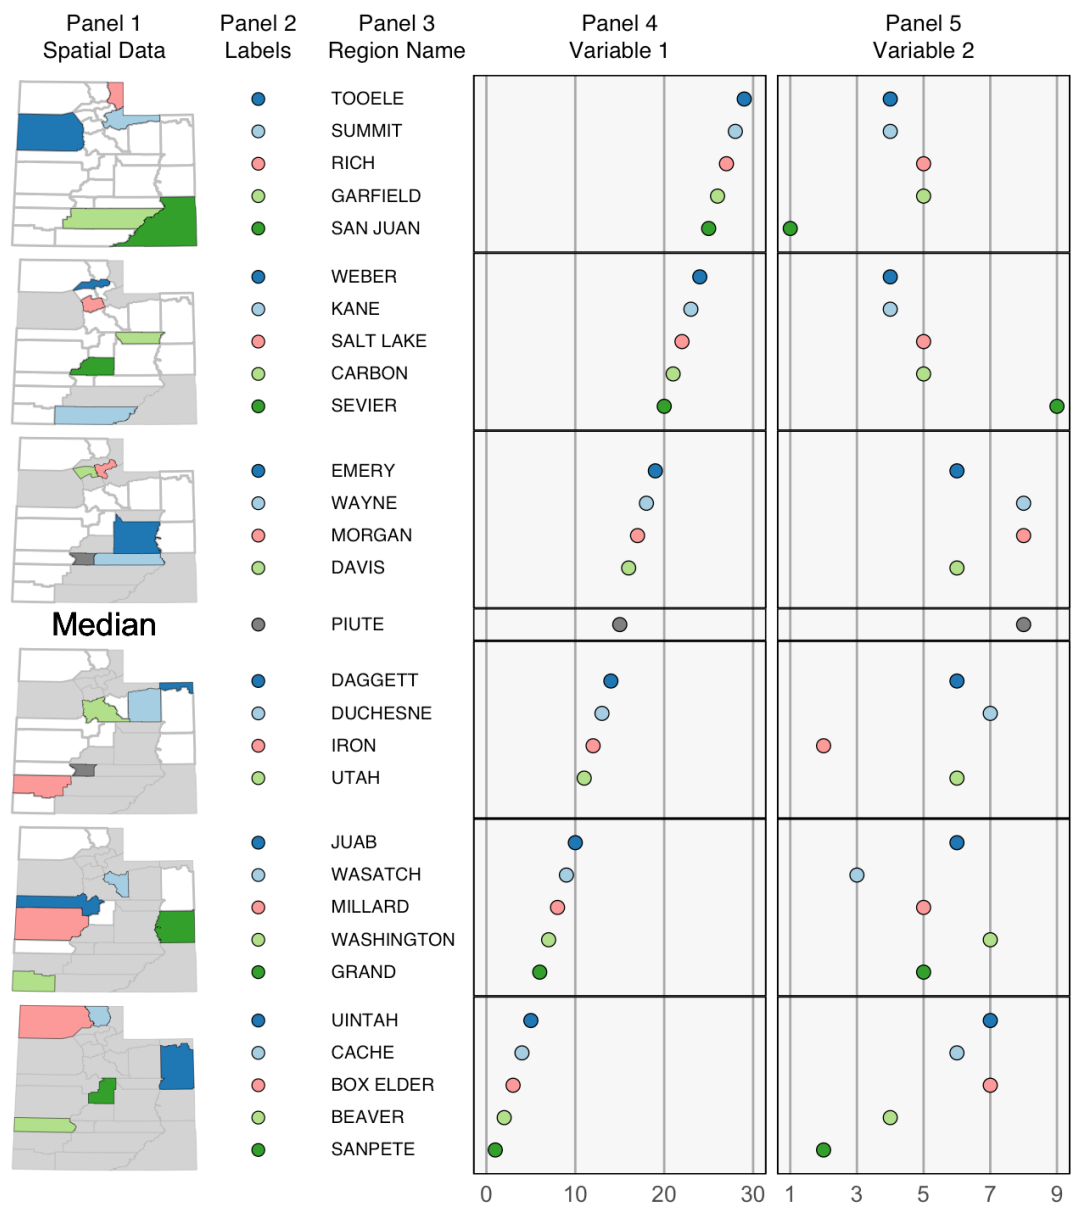 Panel 1 Panel 2 Panel 3 Panel 4 Panel 5
Spatial Data Labels Region Name Variable 1 Variable 2
TOOELE
SUMMIT
RICH
GARFIELD
SAN JUAN
WEBER
KANE
SALT LAKE
CARBON
SEVIER
EMERY
WAYNE
MORGAN
DAVIS
Median PIUTE
DAGGETT
DUCHESNE
IRON
UTAH
JUAB
WASATCH
MILLARD
WASHINGTON
GRAND
UINTAH
CACHE
BOX ELDER
BEAVER
SANPETE
0 10 20 30 1 3 5 7 9